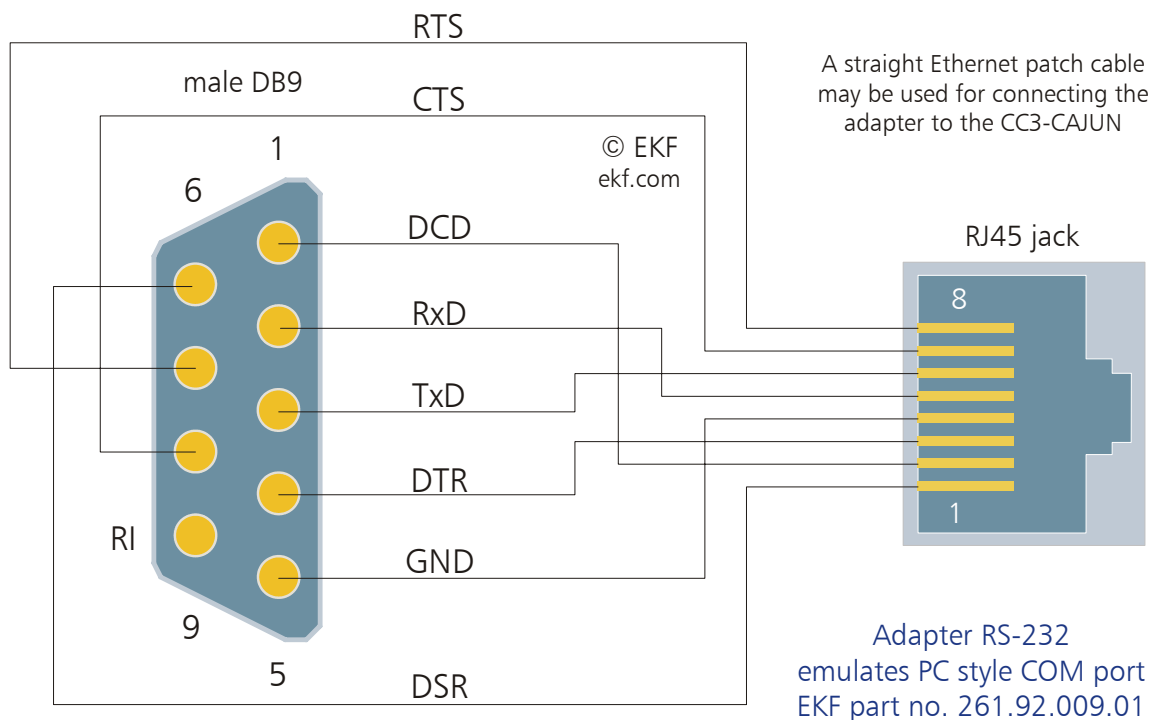 RTS
male DB9
A straight Ethernet patch cable
may be used for connecting the
adapter to the CC3-CAJUN
CTS
1
© EKF
ekf.com
6
DCD
RJ45 jack
8
RxD
TxD
DTR
1
RI
GND
9
5
DSR
Adapter RS-232
emulates PC style COM port
EKF part no. 261.92.009.01